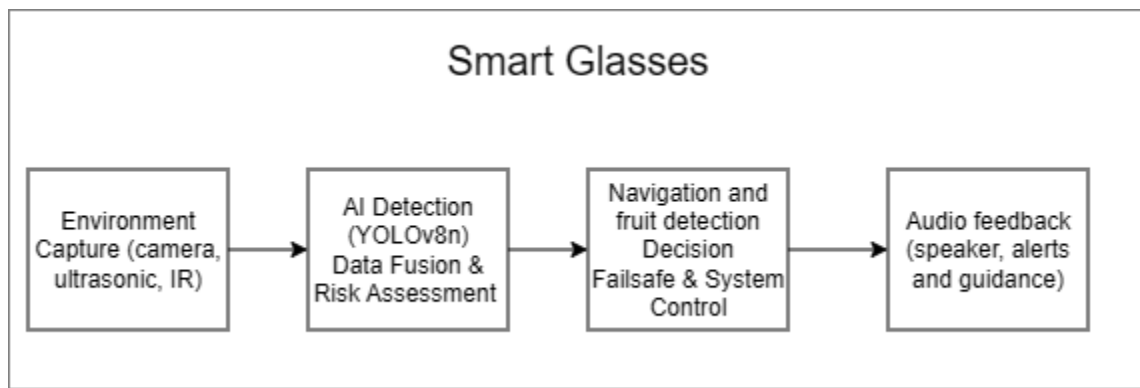 Smart Glasses
Environment
Capture (camera,
ultrasonic, IR)
AI Detection
(YOLOv8n)
Data Fusion &
Risk Assessment
Navigation and
fruit detection
Decision
Failsafe & System
Control
Audio feedback
(speaker, alerts
and guidance)